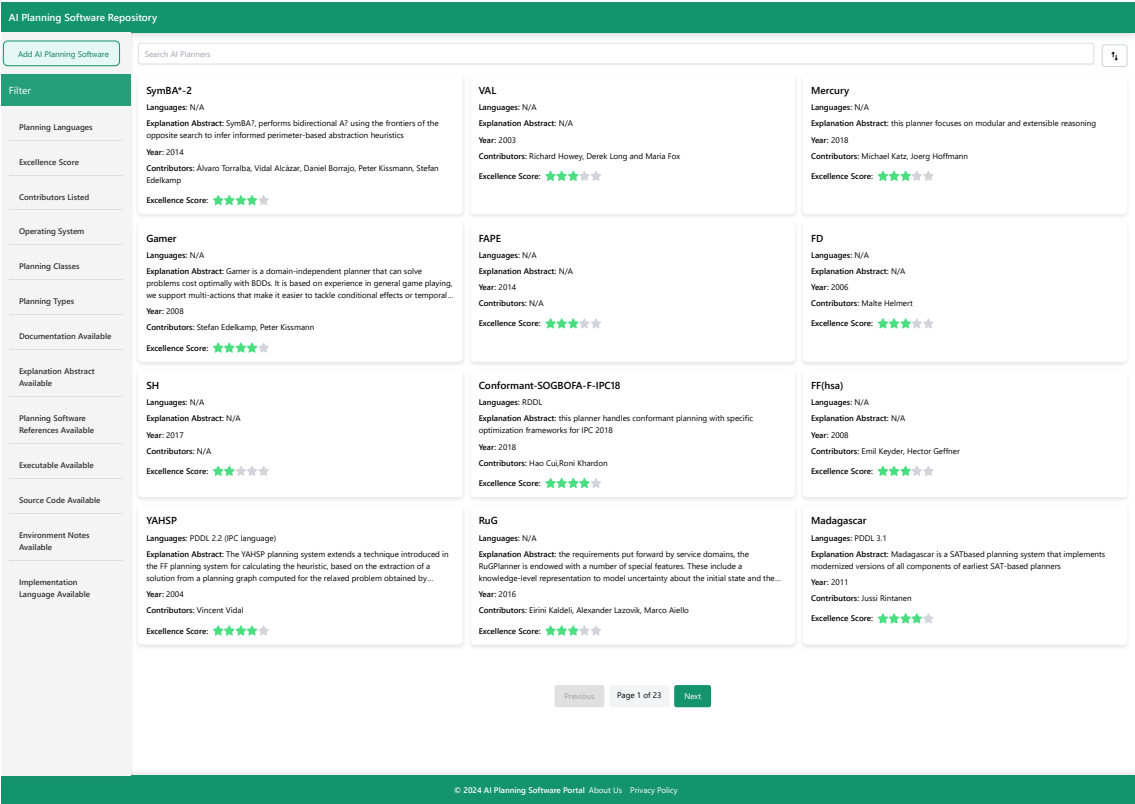 AI Planning Software Repository
Add AI Planning Software
Search AI Planners
Filter
Planning Languages
Excellence Score
Contributors Listed
Operating System
Planning Classes
Planning Types
Documentation Available
Explanation Abstract
Available
Planning Software
References Available
Executable Available
Source Code Available
Environment Notes
Available
Implementation
Language Available
SymBA*-2
Languages: N/A
Explanation Abstract: SymBA?, performs bidirectional A? using the frontiers of the
opposite search to infer informed perimeter-based abstraction heuristics
Year: 2014
Contributors: Álvaro Torralba, Vidal Alcázar, Daniel Borrajo, Peter Kissmann, Stefan
Edelkamp
Excellence Score:
VAL
Languages: N/A
Explanation Abstract: N/A
Year: 2003
Contributors: Richard Howey, Derek Long and Maria Fox
Excellence Score:
Mercury
Languages: N/A
Explanation Abstract: this planner focuses on modular and extensible reasoning
Year: 2018
Contributors: Michael Katz, Joerg Hoffmann
Excellence Score:
Gamer
Languages: N/A
Explanation Abstract: Gamer is a domain-independent planner that can solve
problems cost optimally with BDDs. It is based on experience in general game playing,
we support multi-actions that make it easier to tackle conditional effects or temporal...
Year: 2008
Contributors: Stefan Edelkamp, Peter Kissmann
Excellence Score:
FAPE
Languages: N/A
Explanation Abstract: N/A
Year: 2014
Contributors: N/A
Excellence Score:
FD
Languages: N/A
Explanation Abstract: N/A
Year: 2006
Contributors: Malte Helmert
Excellence Score:
SH
Languages: N/A
Explanation Abstract: N/A
Year: 2017
Contributors: N/A
Excellence Score:
Conformant-SOGBOFA-F-IPC18
Languages: RDDL
Explanation Abstract: this planner handles conformant planning with specific
optimization frameworks for IPC 2018
Year: 2018
Contributors: Hao Cui,Roni Khardon
Excellence Score:
FF(hsa)
Languages: N/A
Explanation Abstract: N/A
Year: 2008
Contributors: Emil Keyder, Hector Geffner
Excellence Score:
YAHSP
Languages: PDDL 2.2 (IPC language)
Explanation Abstract: The YAHSP planning system extends a technique introduced in
the FF planning system for calculating the heuristic, based on the extraction of a
solution from a planning graph computed for the relaxed problem obtained by...
Year: 2004
Contributors: Vincent Vidal
Excellence Score:
RuG
Languages: N/A
Explanation Abstract: the requirements put forward by service domains, the
RuGPlanner is endowed with a number of special features. These include a
knowledge-level representation to model uncertainty about the initial state and the...
Year: 2016
Contributors: Eirini Kaldeli, Alexander Lazovik, Marco Aiello
Excellence Score:
Madagascar
Languages: PDDL 3.1
Explanation Abstract: Madagascar is a SATbased planning system that implements
modernized versions of all components of earliest SAT-based planners
Year: 2011
Contributors: Jussi Rintanen
Excellence Score:
Previous Page 1 of 23 Next
© 2024 AI Planning Software Portal About Us Privacy Policy